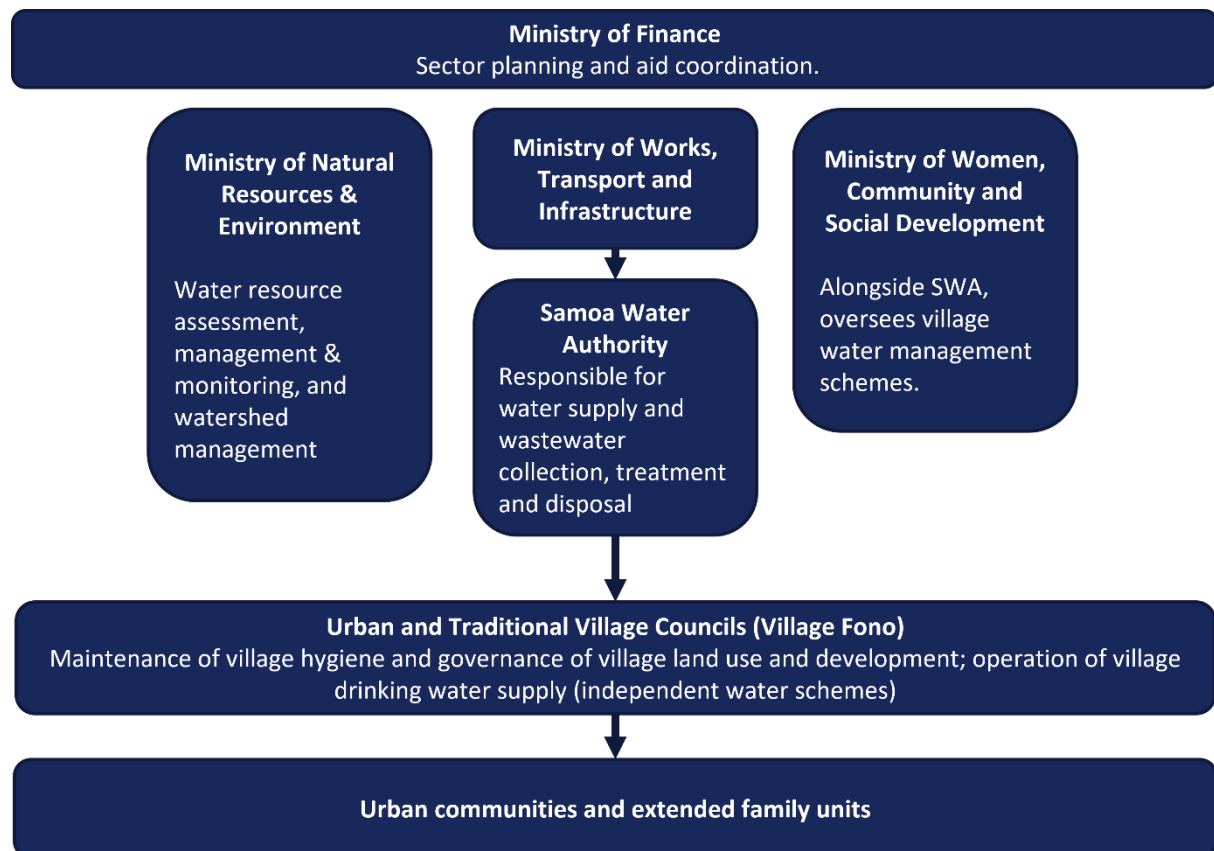 Ministry of Finance
Sector planning and aid coordination.
Ministry of Natural
Resources &
Environment
Water resource
assessment,
management &
monitoring, and
watershed
management
Ministry of Works,
Transport and
Infrastructure
Samoa Water
Authority
Responsible for
water supply and
wastewater
collection, treatment
and disposal
Ministry of Women,
Community and
Social Development
Alongside SWA,
oversees village
water management
schemes.
Urban and Traditional Village Councils (Village Fono)
Maintenance of village hygiene and governance of village land use and development; operation of village
drinking water supply (independent water schemes)
Urban communities and extended family units